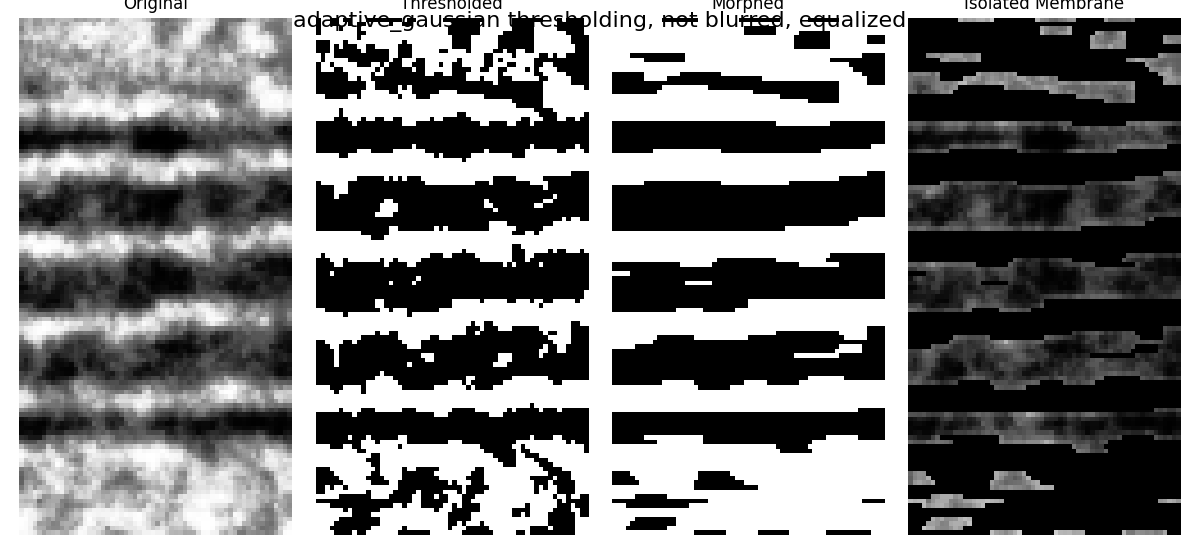 Original
Thresholded
Morphed
Isolated Membrane
adaptive_gaussian thresholding, not blurred, equalized